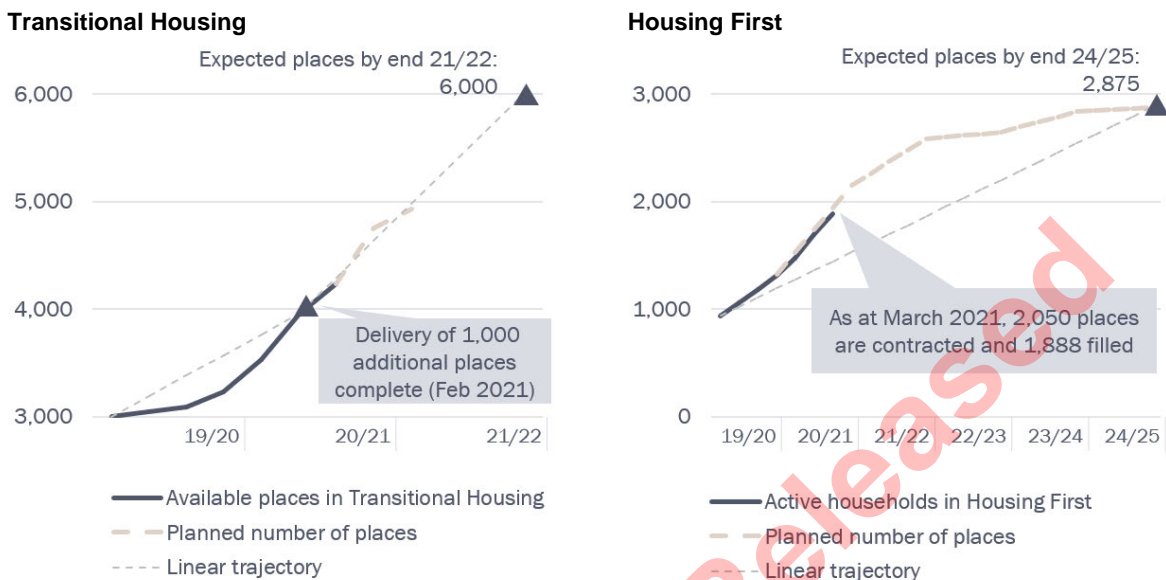 Transitional Housing
Expected places by end 21/22:
6,000
6,000
5,000
4,000
3,000
Delivery of 1,000
additional places
complete (Feb 2021)
19/20 20/21 21/22
Available places in Transitional Housing
Planned number of places
Linear trajectory
Housing First
Expected places by end 24/25:
2,875
3,000
2,000
1,000
0
As at March 2021, 2,050 places
are contracted and 1,888 filled
19/20 20/21 21/22 22/23 23/24 24/25
Active households in Housing First
Planned number of places
Linear trajectory
eleased